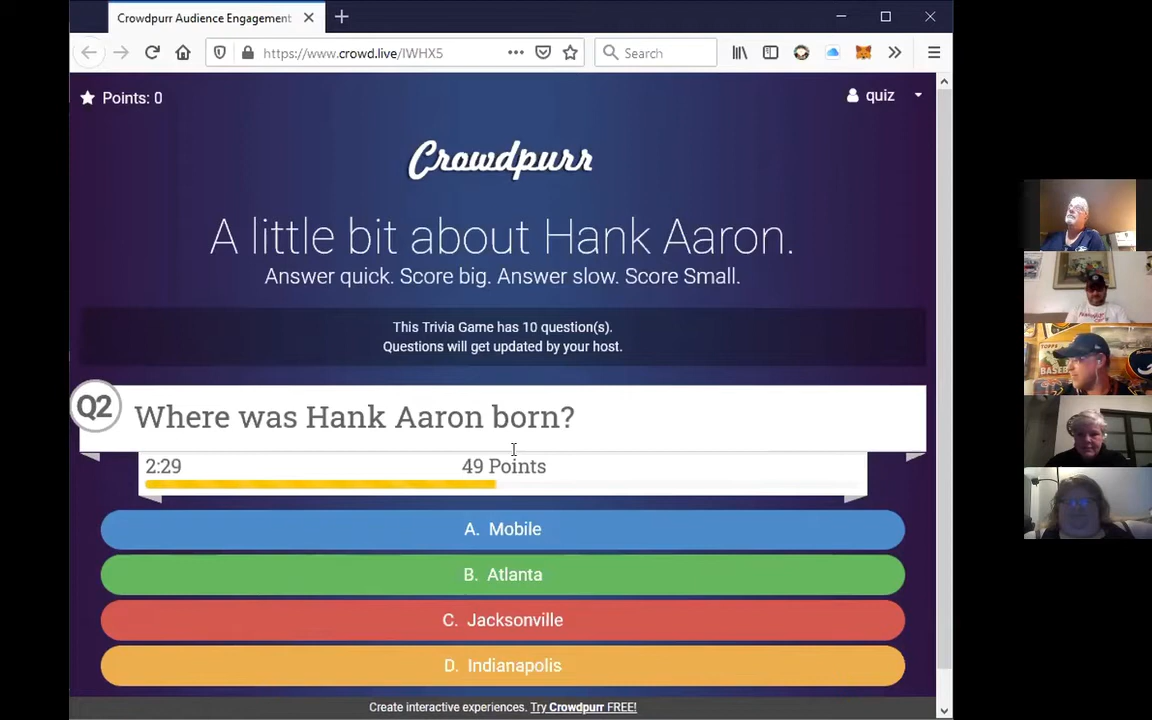 Crowdpurr Audience Engagement
https://www.crowd.live/IWHX5
Search
Points: 0
quiz
Crowdpurr
A little bit about Hank Aaron.
Answer quick. Score big. Answer slow. Score Small.
This Trivia Game has 10 question(s).
Questions will get updated by your host.
Q2
Where was Hank Aaron born?
2:29
49 Points
A. Mobile
B. Atlanta
C. Jacksonville
D. Indianapolis
Create interactive experiences. Try Crowdpurr FREE!
TOPPS
BASEB